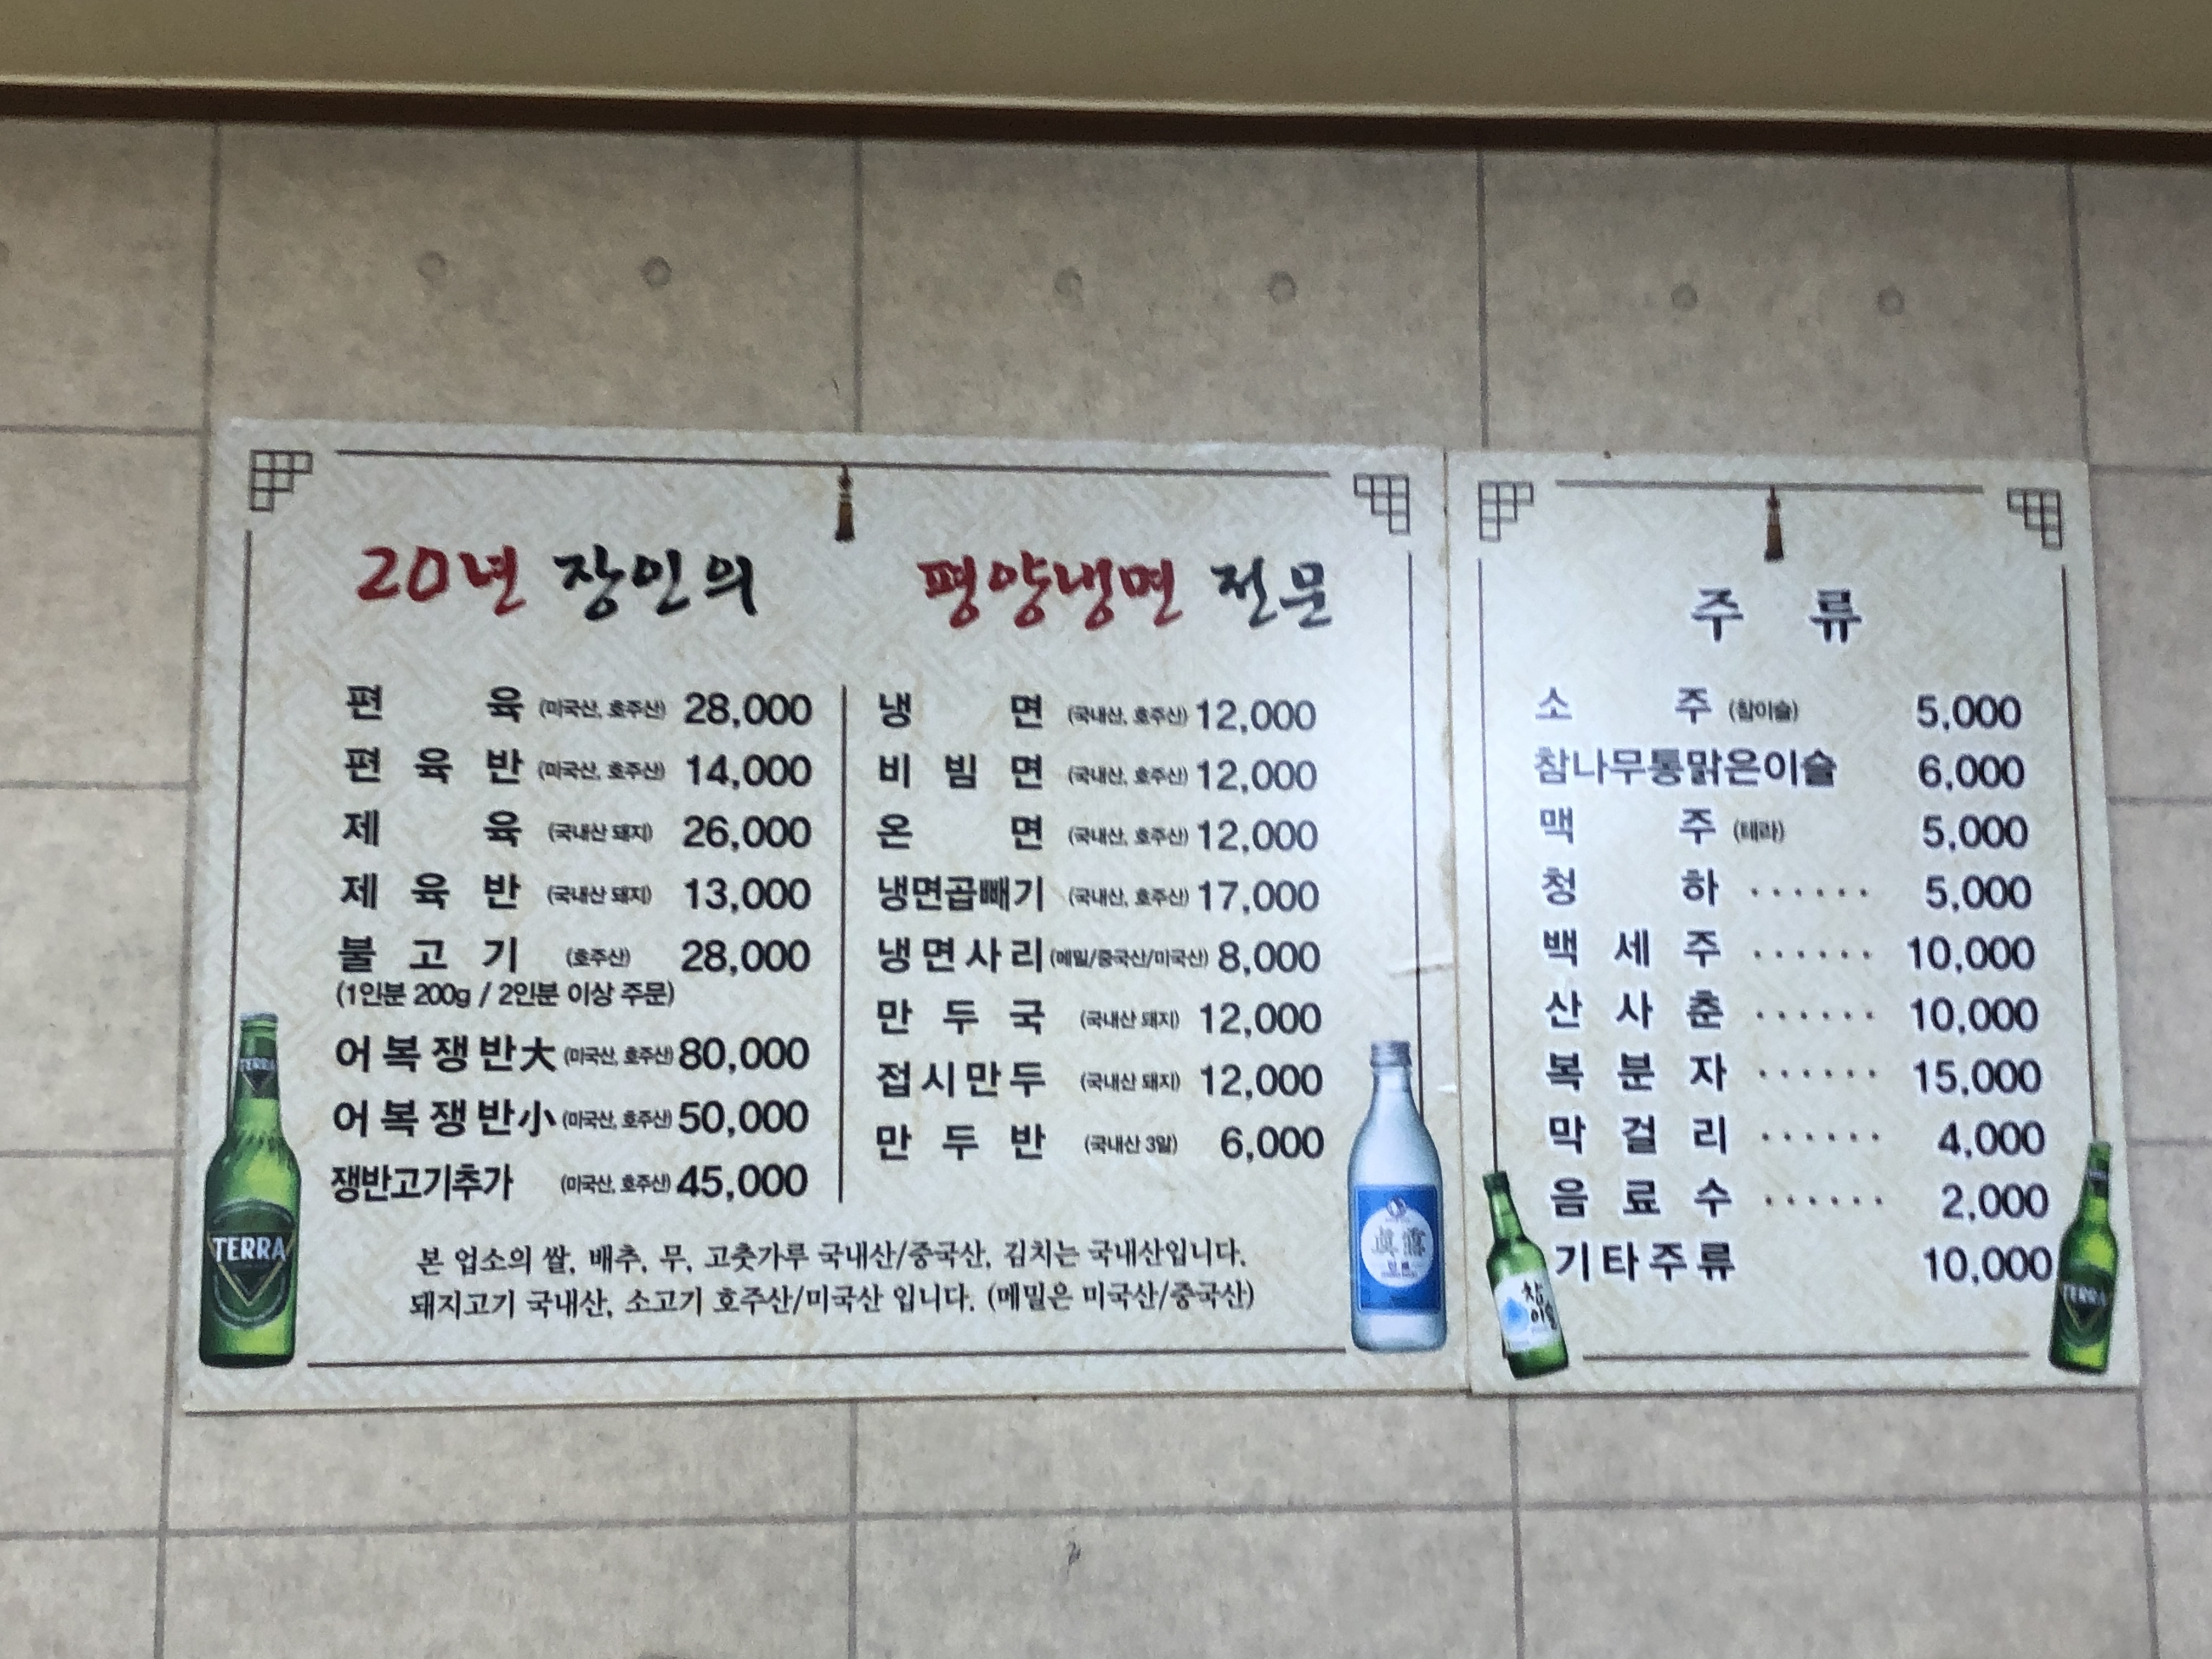 20년 장인의 평양냉면 전문
편 육 (미국산, 호주산) 28,000
편 육 반 (미국산, 호주산) 14,000
제 육 (국내산 돼지) 26,000
제 육 반 (국내산 돼지) 13,000
불 고 기 (호주산) 28,000
(1인분 200g / 2인분 이상 주문)
어 복 쟁 반 大 (미국산, 호주산) 80,000
어 복 쟁 반 小 (미국산, 호주산) 50,000
쟁반고기추가 (미국산, 호주산) 45,000
냉 면 (국내산, 호주산) 12,000
비 빔 면 (국내산, 호주산) 12,000
온 면 (국내산, 호주산) 12,000
냉면곱빼기 (국내산, 호주산) 17,000
냉면사리 (메밀/중국산/미국산) 8,000
만 두 국 (국내산 돼지) 12,000
접시만두 (국내산 돼지) 12,000
만 두 반 (국내산 3알) 6,000
본 업소의 쌀, 배추, 무, 고춧가루 국내산/중국산, 김치는 국내산입니다.
돼지고기 국내산, 소고기 호주산/미국산 입니다. (메밀은 미국산/중국산)
TERRA
TERRA
眞露
주 류
소 주 (참이슬) 5,000
참나무통맑은이슬 6,000
맥 주 (테라) 5,000
청 하 ...... 5,000
백 세 주 ...... 10,000
산 사 춘 ...... 10,000
복 분 자 ...... 15,000
막 걸 리 ...... 4,000
음 료 수 ...... 2,000
기타주류 10,000
참
이슬
TERRA